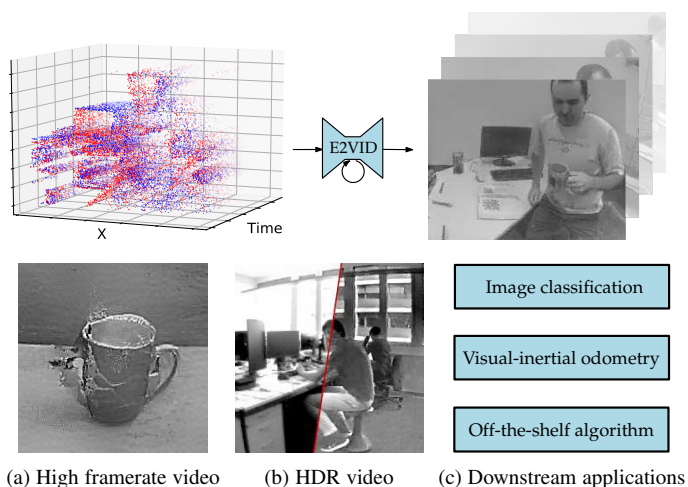 X
Time
E2VID
Image classification
Visual-inertial odometry
Off-the-shelf algorithm
(a) High framerate video
(b) HDR video
(c) Downstream applications